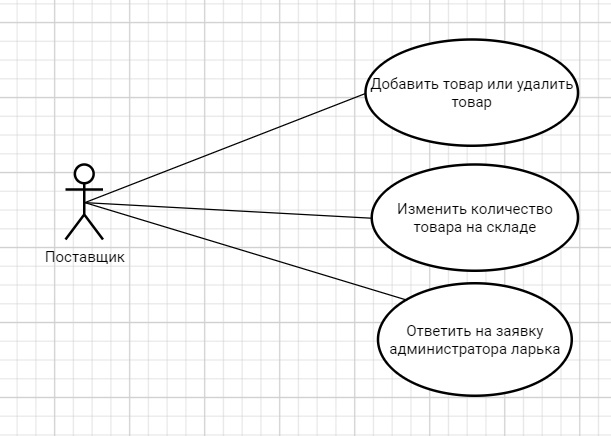 Добавить товар или удалить
товар
Изменить количество
товара на складе
Поставщик
Ответить на заявку
администратора ларька